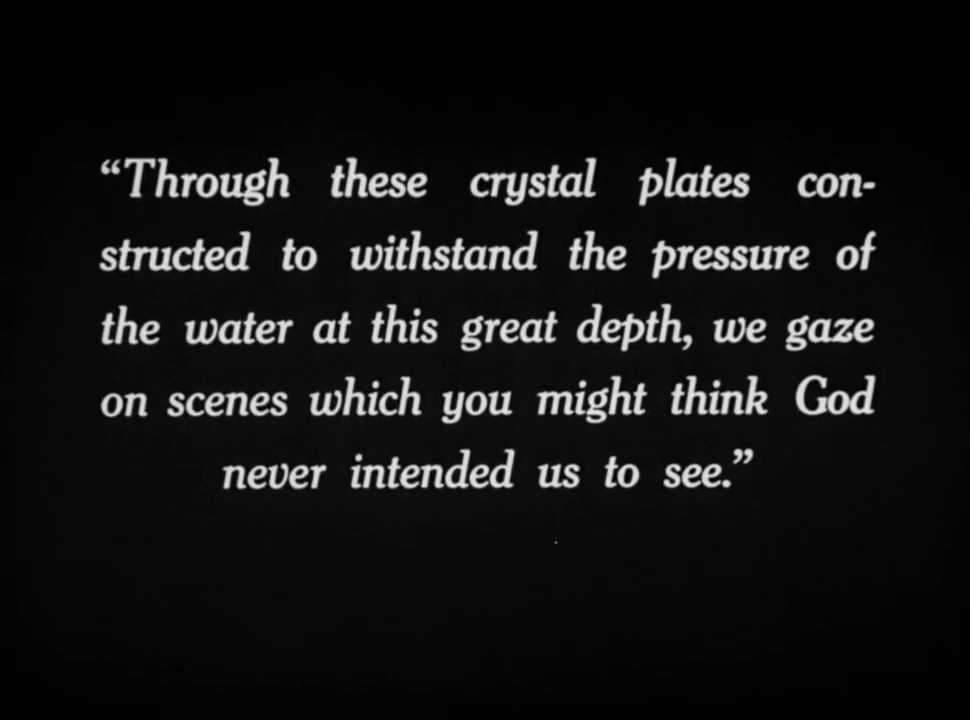 “Through these crystal plates con-
structed to withstand the pressure of
the water at this great depth, we gaze
on scenes which you might think God
never intended us to see.”